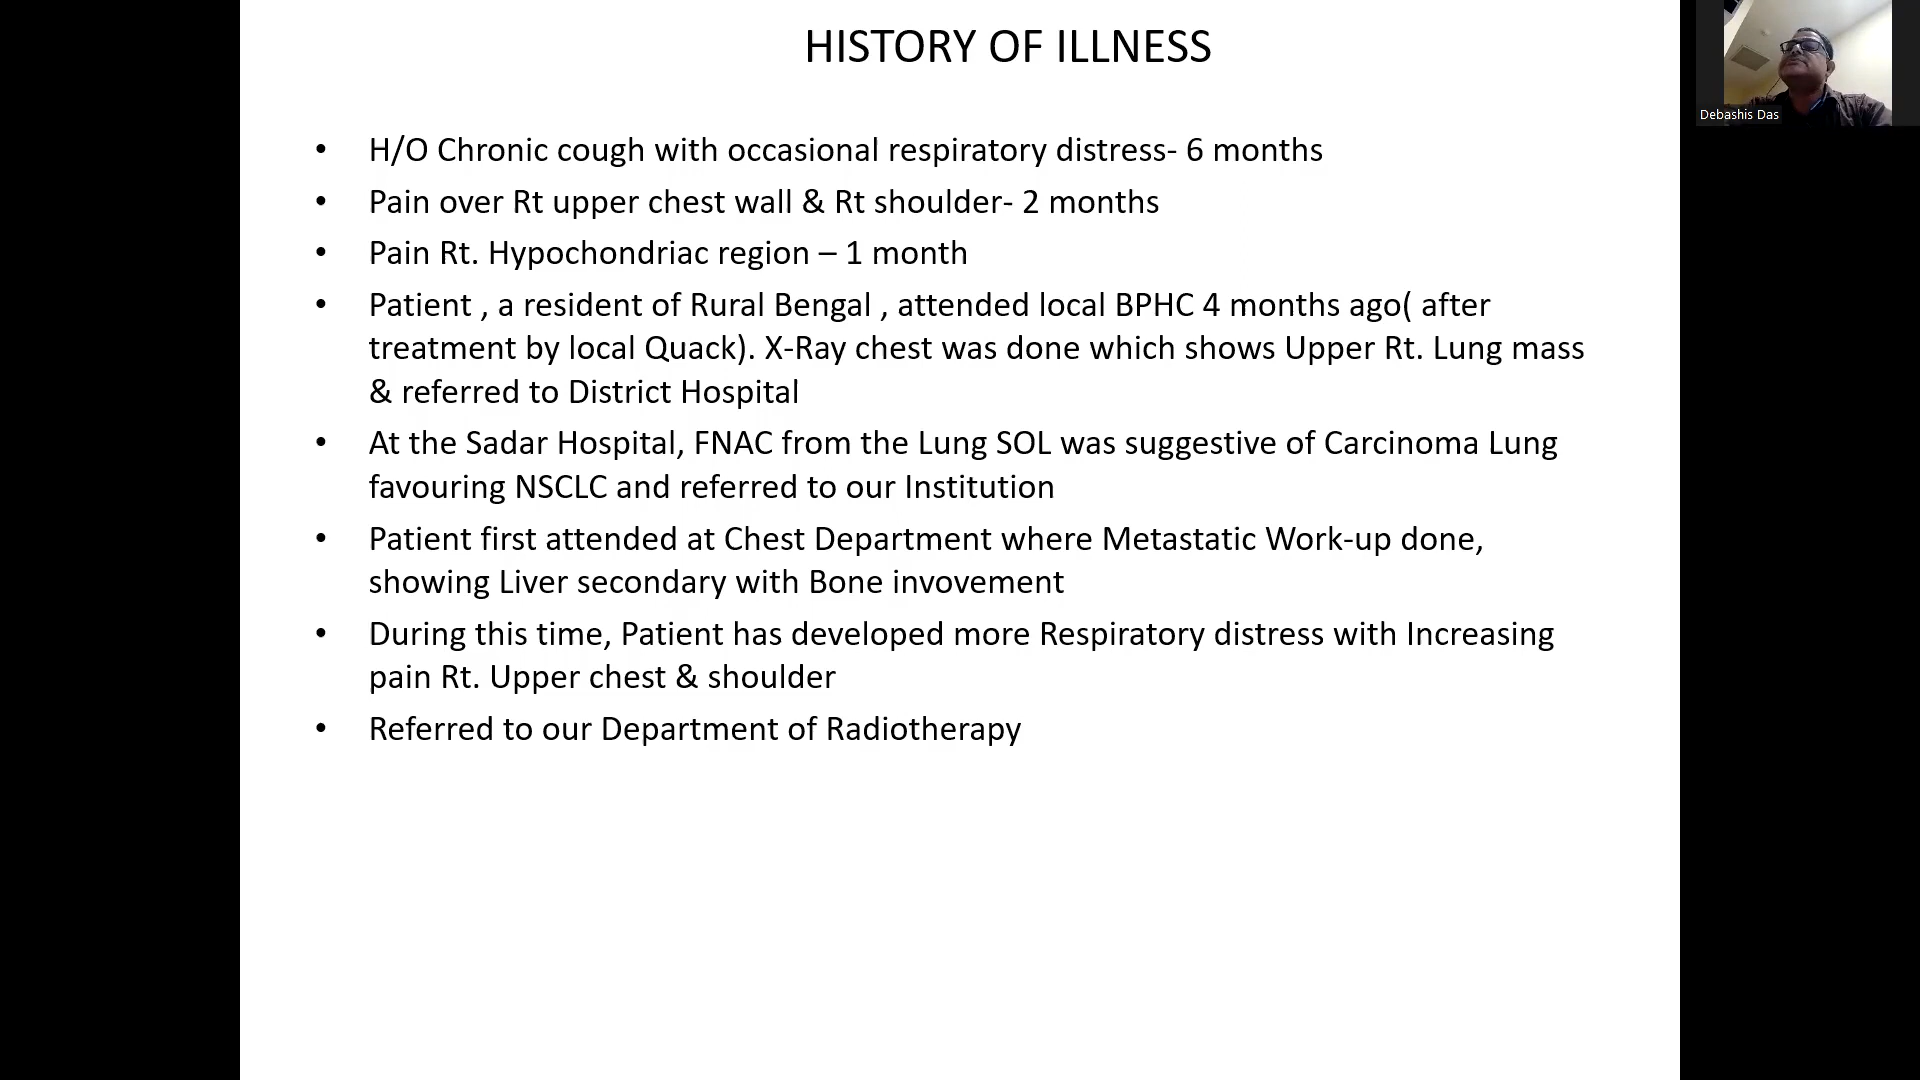 HISTORY OF ILLNESS
Debashis Das
• H/O Chronic cough with occasional respiratory distress- 6 months
• Pain over Rt upper chest wall & Rt shoulder- 2 months
• Pain Rt. Hypochondriac region – 1 month
• Patient , a resident of Rural Bengal , attended local BPHC 4 months ago( after
treatment by local Quack). X-Ray chest was done which shows Upper Rt. Lung mass
& referred to District Hospital
• At the Sadar Hospital, FNAC from the Lung SOL was suggestive of Carcinoma Lung
favouring NSCLC and referred to our Institution
• Patient first attended at Chest Department where Metastatic Work-up done,
showing Liver secondary with Bone invovement
• During this time, Patient has developed more Respiratory distress with Increasing
pain Rt. Upper chest & shoulder
• Referred to our Department of Radiotherapy